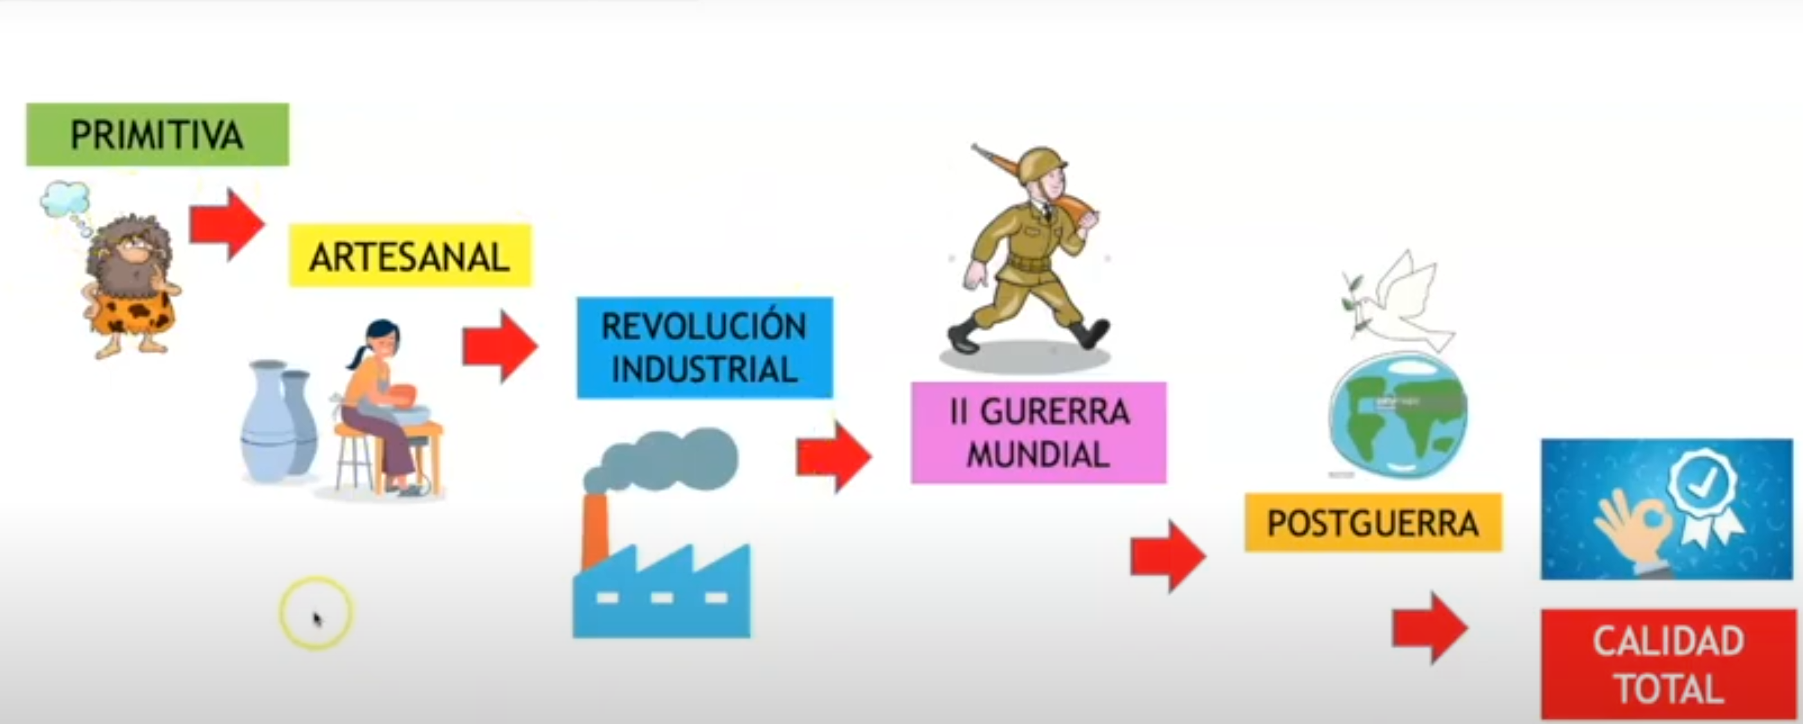 PRIMITIVA
ARTESANAL
REVOLUCIÓN
INDUSTRIAL
II GURERRA
MUNDIAL
POSTGUERRA
CALIDAD
TOTAL